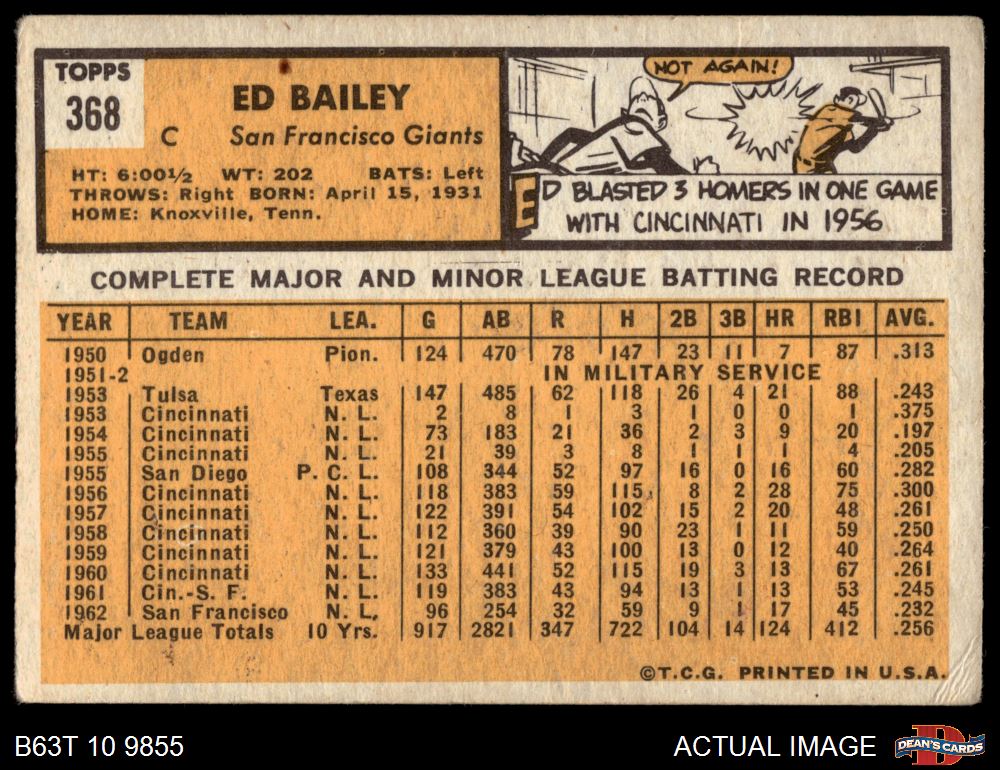 TOPPS
368
ED BAILEY
C San Francisco Giants
HT: 6:00½ WT: 202 BATS: Left
THROWS: Right BORN: April 15, 1931
HOME: Knoxville, Tenn.
NOT AGAIN!
ED BLASTED 3 HOMERS IN ONE GAME
WITH CINCINNATI IN 1956
COMPLETE MAJOR AND MINOR LEAGUE BATTING RECORD
YEAR TEAM LEA. G AB R H 2B 3B HR RBI AVG.
1950 Ogden Pion. 124 470 78 147 23 11 7 87 .313
1951-2 IN MILITARY SERVICE
1953 Tulsa Texas 147 485 62 118 26 4 21 88 .243
1953 Cincinnati N. L. 2 8 1 3 1 0 0 1 .375
1954 Cincinnati N. L. 73 183 21 36 2 3 9 20 .197
1955 Cincinnati N. L. 21 39 3 8 1 1 1 4 .205
1955 San Diego P. C. L. 108 344 52 97 16 0 16 60 .282
1956 Cincinnati N. L. 118 383 59 115 8 2 28 75 .300
1957 Cincinnati N. L. 122 391 54 102 15 2 20 48 .261
1958 Cincinnati N. L. 112 360 39 90 23 1 11 59 .250
1959 Cincinnati N. L. 121 379 43 100 13 0 12 40 .264
1960 Cincinnati N. L. 133 441 52 115 19 3 13 67 .261
1961 Cin.-S. F. N. L. 119 383 43 94 13 1 13 53 .245
1962 San Francisco N. L. 96 254 32 59 9 1 17 45 .232
Major League Totals 10 Yrs. 917 2821 347 722 104 14 124 412 .256
©T.C.G. PRINTED IN U.S.A.
B63T 10 9855
ACTUAL IMAGE
D
DEAN'S CARDS